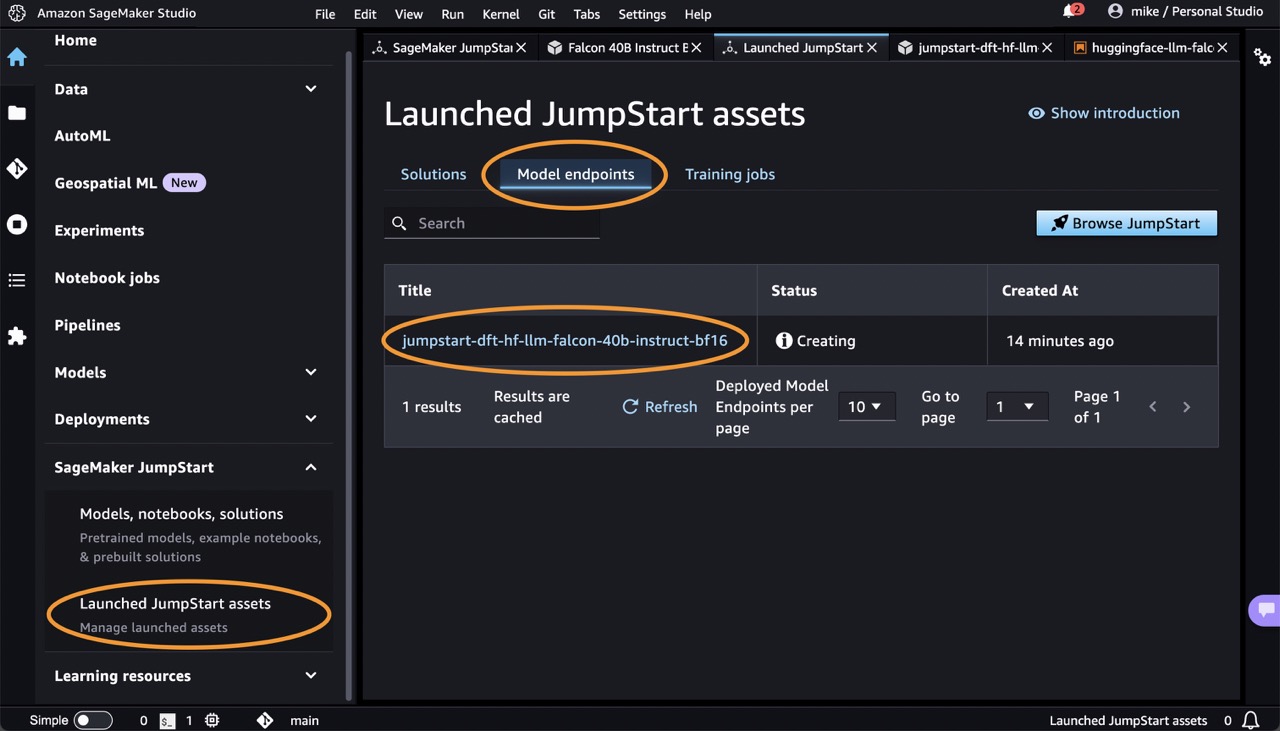 Amazon SageMaker Studio
File Edit View Run Kernel Git Tabs Settings Help
2 mike / Personal Studio
Home
Data
AutoML
Geospatial ML New
Experiments
Notebook jobs
Pipelines
Models
Deployments
SageMaker JumpStart
Models, notebooks, solutions
Pretrained models, example notebooks,
& prebuilt solutions
Launched JumpStart assets
Manage launched assets
Learning resources
SageMaker JumpStar Falcon 40B Instruct B Launched JumpStart jumpstart-dft-hf-llm- huggingface-llm-falc
Launched JumpStart assets
Show introduction
Solutions Model endpoints Training jobs
Search
Browse JumpStart
Title Status Created At
jumpstart-dft-hf-llm-falcon-40b-instruct-bf16 Creating 14 minutes ago
1 results
Results are
cached
Refresh
Deployed Model
Endpoints per
page
10
Go to
page
1
Page 1
of 1
Simple 0 $_ 1 main
Launched JumpStart assets 0